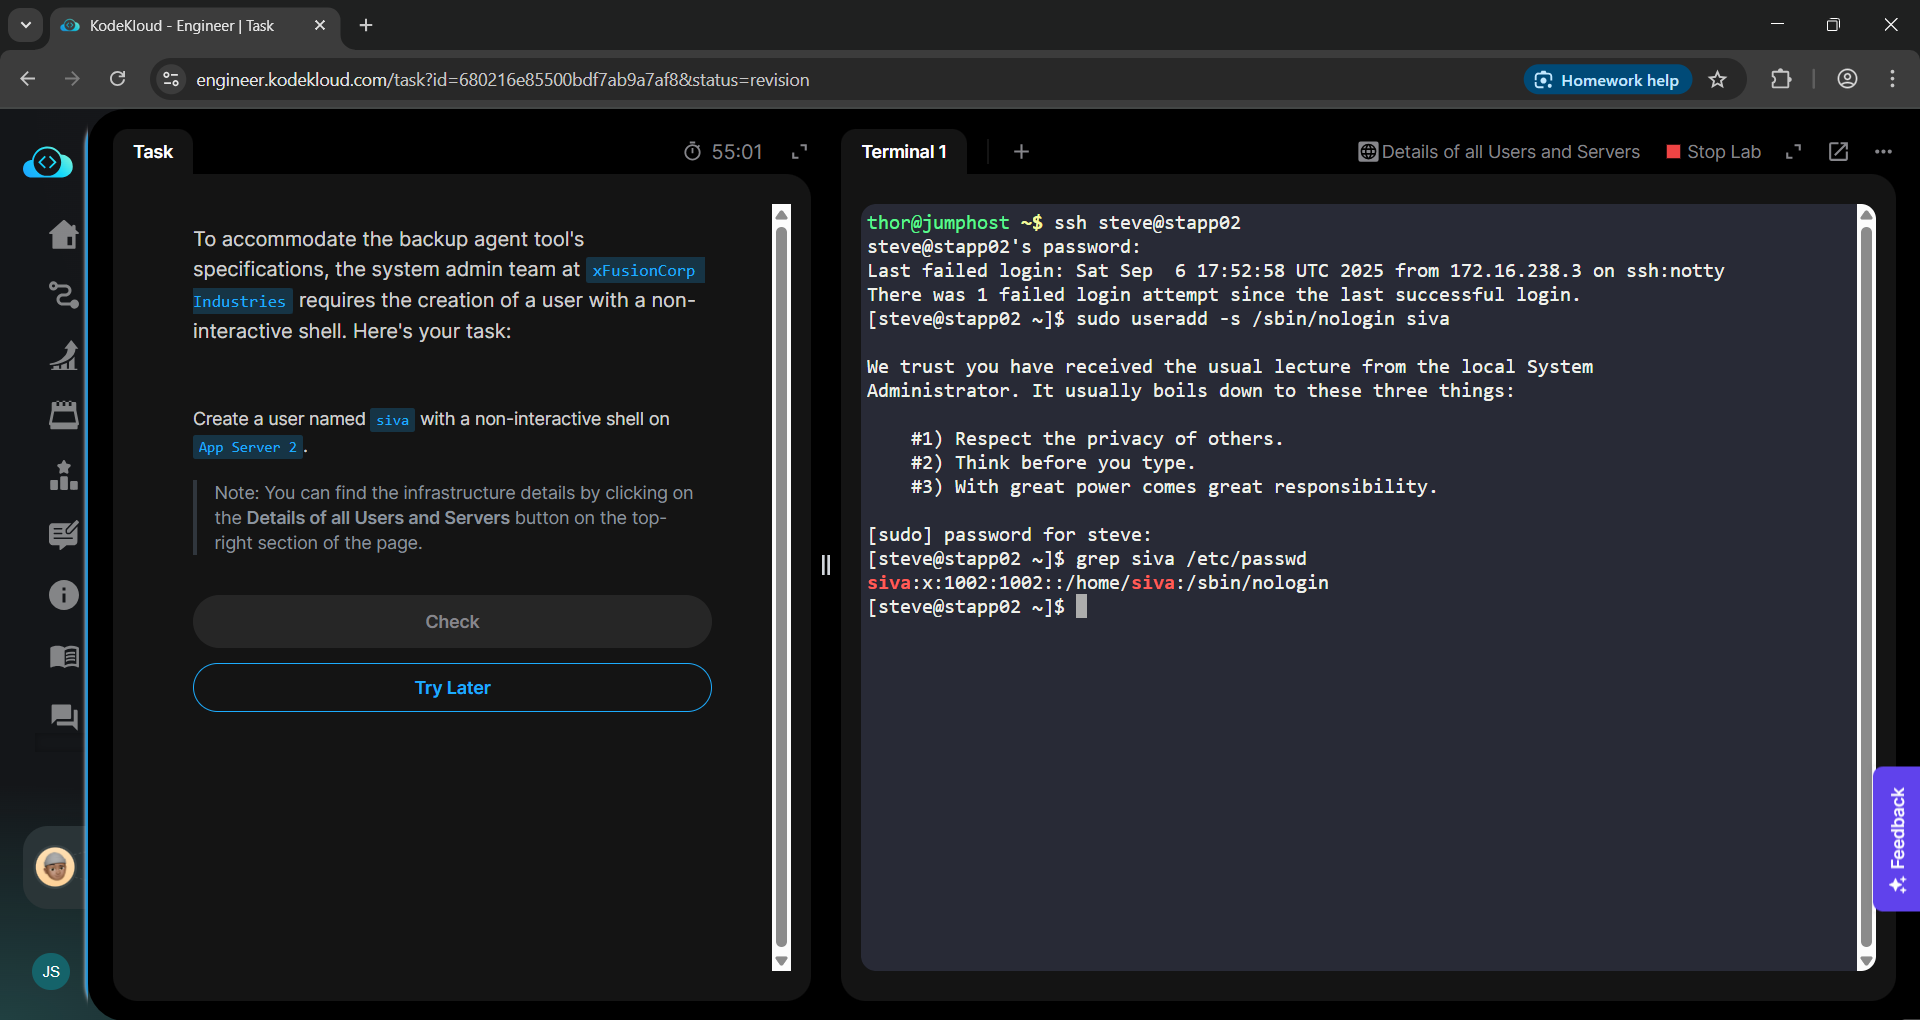 KodeKloud - Engineer | Task
engineer.kodekloud.com/task?id=680216e85500bdf7ab9a7af8&status=revision
Homework help
Task
55:01
To accommodate the backup agent tool's
specifications, the system admin team at xFusionCorp
Industries requires the creation of a user with a non-
interactive shell. Here's your task:
Create a user named siva with a non-interactive shell on
App Server 2.
Note: You can find the infrastructure details by clicking on
the Details of all Users and Servers button on the top-
right section of the page.
Check
Try Later
JS
Terminal 1
Details of all Users and Servers
Stop Lab
thor@jumphost ~$ ssh steve@stapp02
steve@stapp02's password:
Last failed login: Sat Sep  6 17:52:58 UTC 2025 from 172.16.238.3 on ssh:notty
There was 1 failed login attempt since the last successful login.
[steve@stapp02 ~]$ sudo useradd -s /sbin/nologin siva
We trust you have received the usual lecture from the local System
Administrator. It usually boils down to these three things:
#1) Respect the privacy of others.
#2) Think before you type.
#3) With great power comes great responsibility.
[sudo] password for steve:
[steve@stapp02 ~]$ grep siva /etc/passwd
siva:x:1002:1002::/home/siva:/sbin/nologin
[steve@stapp02 ~]$
Feedback